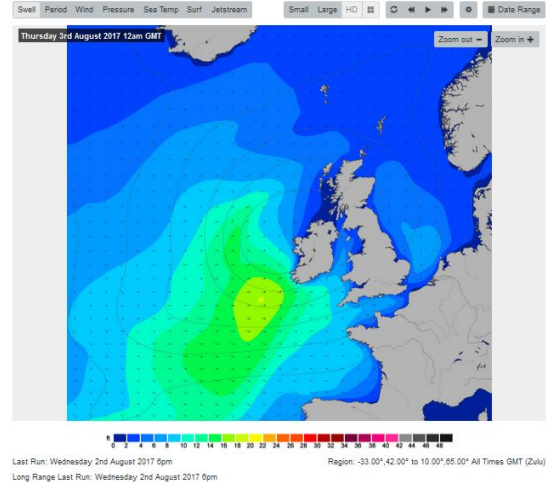 Swell Period Wind Pressure Sea Temp Surf Jetstream Small Large HD Date Range
Thursday 3rd August 2017 12am GMT Zoom out − Zoom in +
ft 0 2 4 6 8 10 12 14 16 18 20 22 24 26 28 30 32 34 36 38 40 42 44 46 48
Last Run: Wednesday 2nd August 2017 6pm Region: -33.00°,42.00° to 10.00°,65.00° All Times GMT (Zulu)
Long Range Last Run: Wednesday 2nd August 2017 6pm